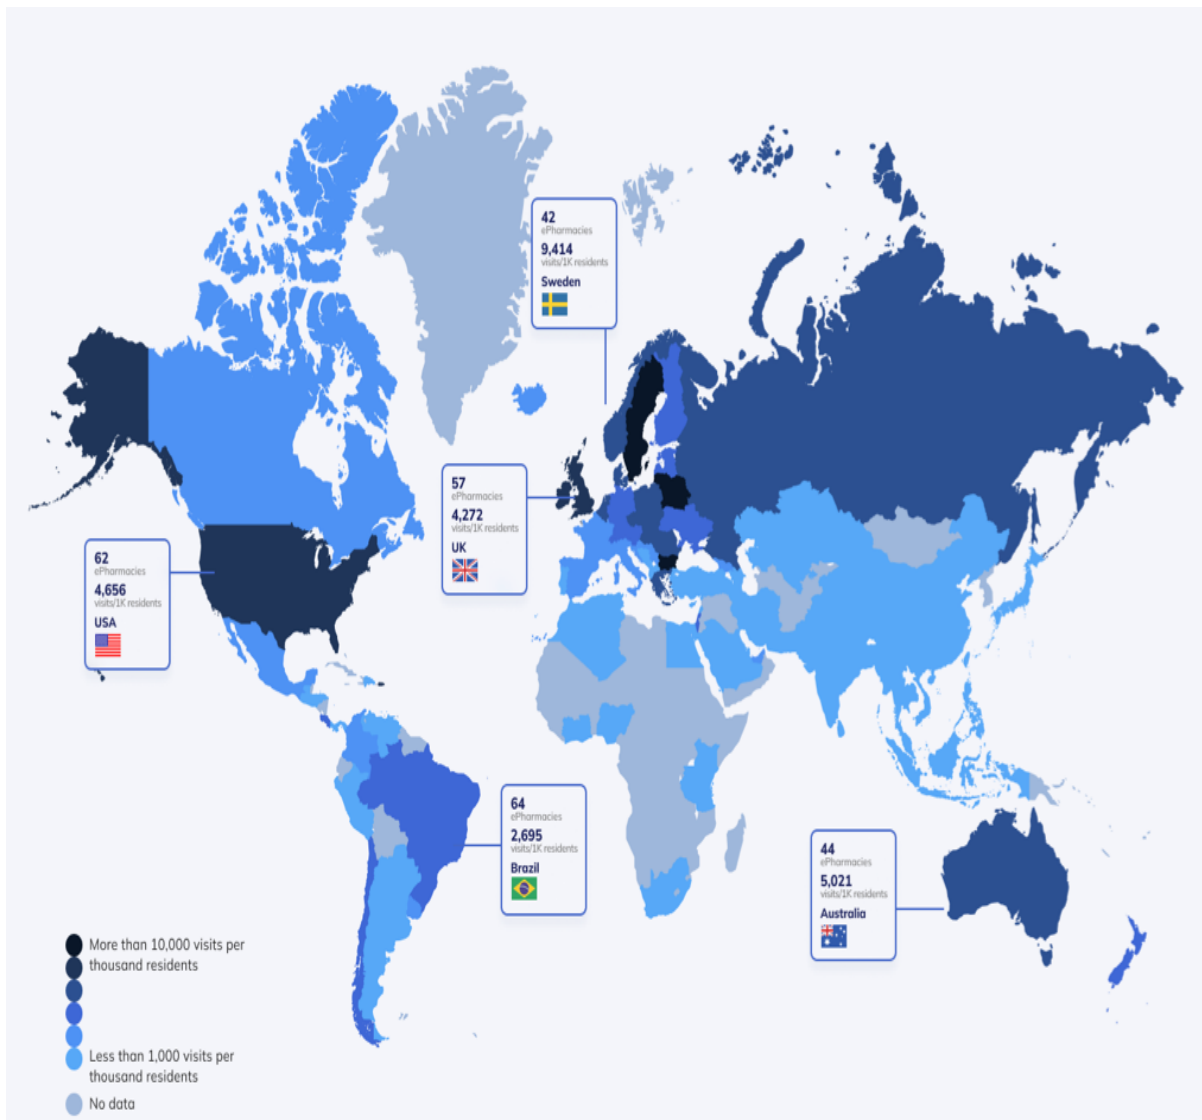 42
ePharmacies
9,414
visits/1K residents
Sweden
57
ePharmacies
4,272
visits/1K residents
UK
62
ePharmacies
4,656
visits/1K residents
USA
64
ePharmacies
2,695
visits/1K residents
Brazil
44
ePharmacies
5,021
visits/1K residents
Australia
More than 10,000 visits per
thousand residents
Less than 1,000 visits per
thousand residents
No data